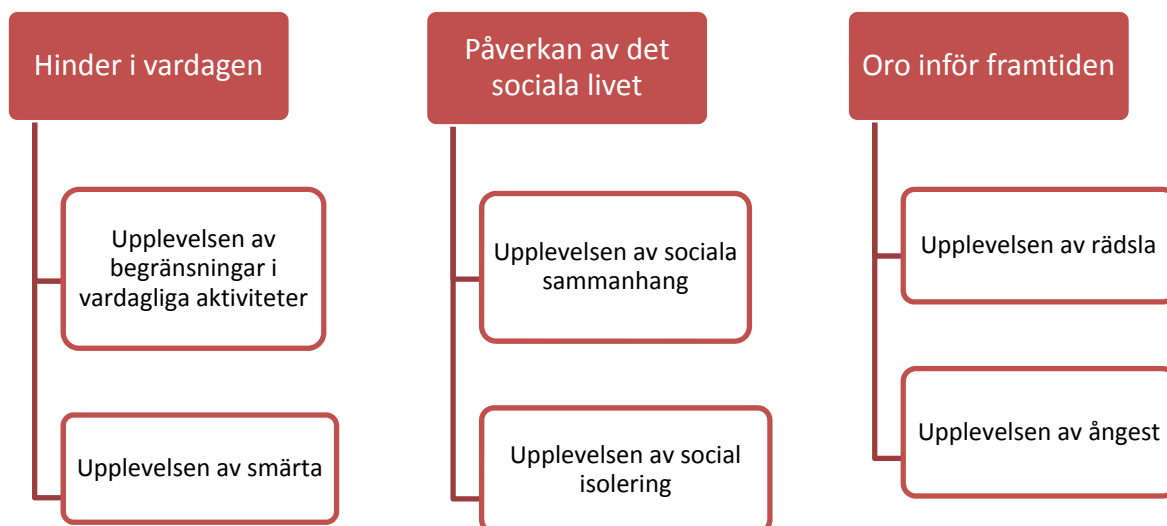 Hinder i vardagen
Upplevelsen av
begränsningar i
vardagliga aktiviteter
Upplevelsen av smärta
Påverkan av det
sociala livet
Upplevelsen av sociala
sammanhang
Upplevelsen av social
isolering
Oro inför framtiden
Upplevelsen av rädsla
Upplevelsen av ångest